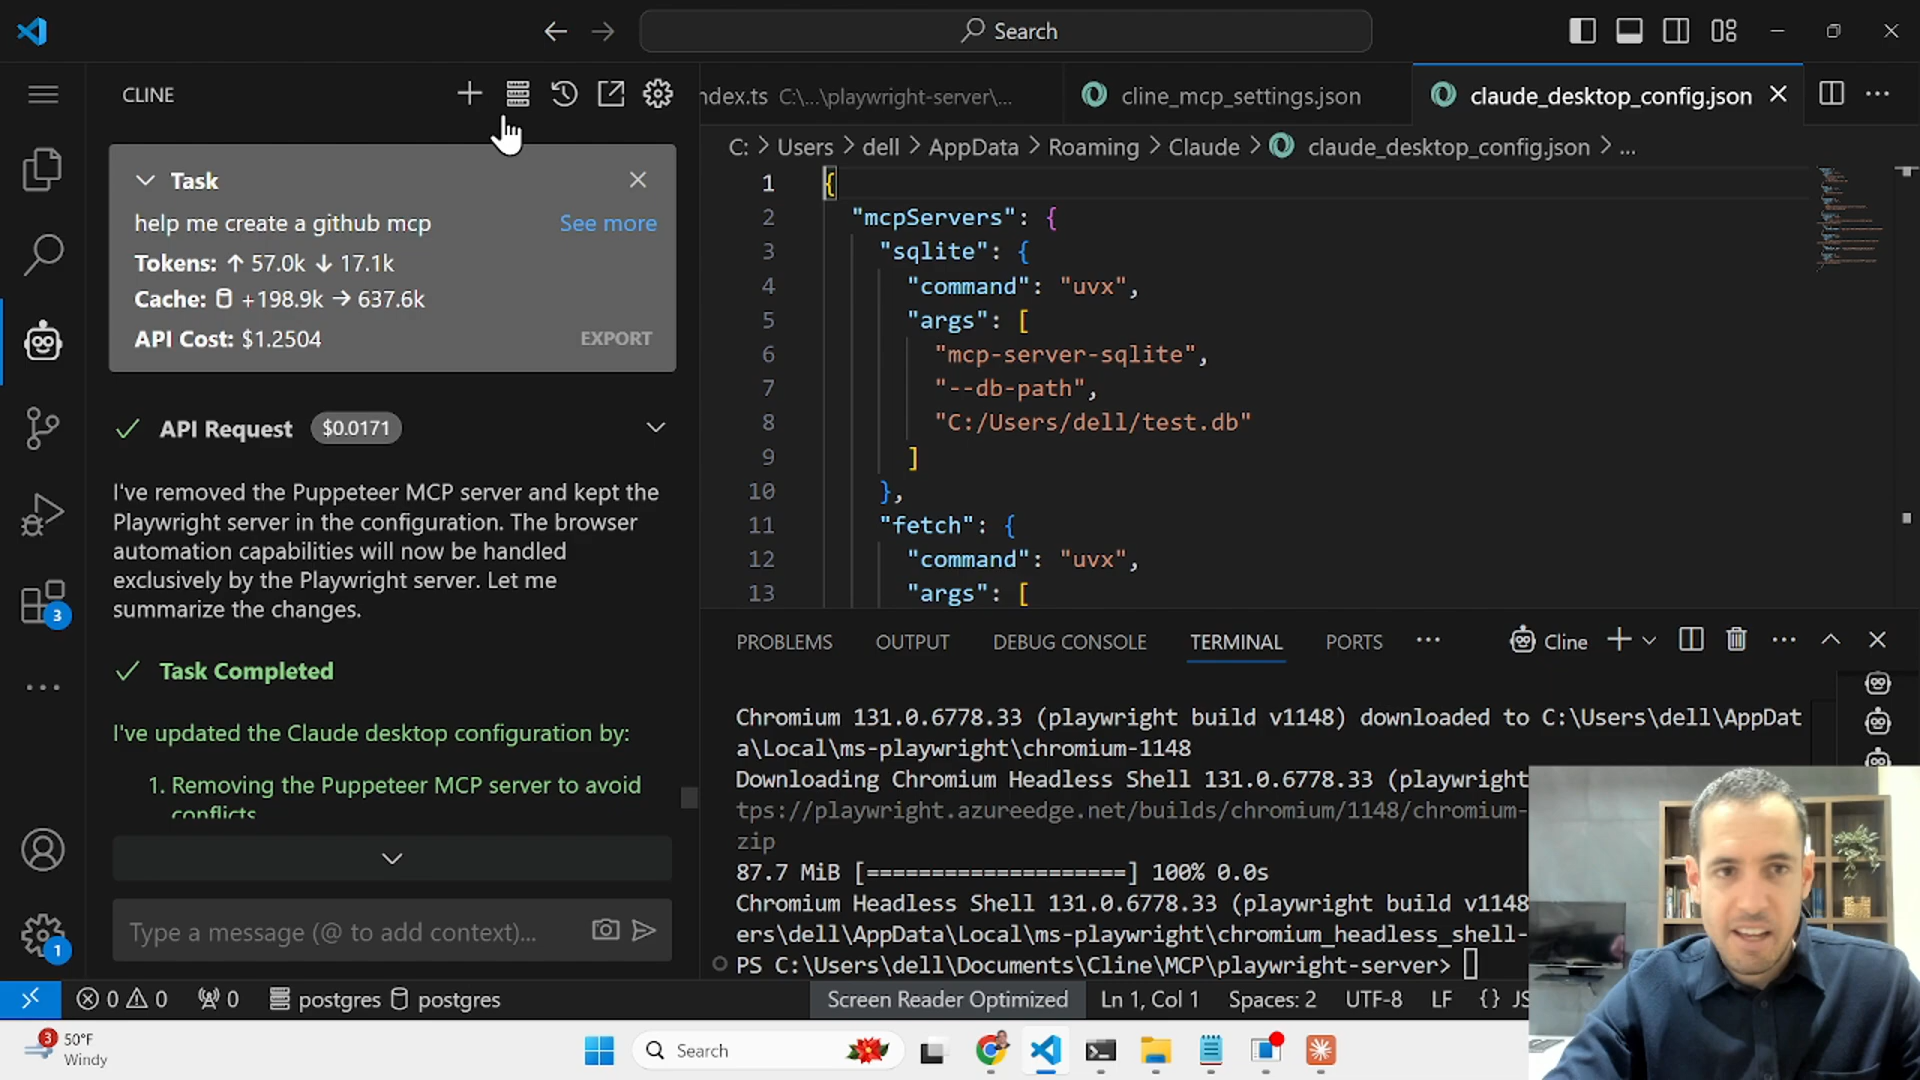 Search
CLINE
ndex.ts C:\...\playwright-server\...
cline_mcp_settings.json
claude_desktop_config.json
C: > Users > dell > AppData > Roaming > Claude > claude_desktop_config.json > ...
Task
help me create a github mcp
See more
Tokens: ↑ 57.0k ↓ 17.1k
Cache: +198.9k → 637.6k
API Cost: $1.2504
EXPORT
API Request $0.0171
I've removed the Puppeteer MCP server and kept the
Playwright server in the configuration. The browser
automation capabilities will now be handled
exclusively by the Playwright server. Let me
summarize the changes.
Task Completed
I've updated the Claude desktop configuration by:
1. Removing the Puppeteer MCP server to avoid
conflicts
Type a message (@ to add context)...
1 {
2 "mcpServers": {
3 "sqlite": {
4 "command": "uvx",
5 "args": [
6 "mcp-server-sqlite",
7 "--db-path",
8 "C:/Users/dell/test.db"
9 ]
10 },
11 "fetch": {
12 "command": "uvx",
13 "args": [
PROBLEMS OUTPUT DEBUG CONSOLE TERMINAL PORTS ··· Cline
Chromium 131.0.6778.33 (playwright build v1148) downloaded to C:\Users\dell\AppDat
a\Local\ms-playwright\chromium-1148
Downloading Chromium Headless Shell 131.0.6778.33 (playwright
tps://playwright.azureedge.net/builds/chromium/1148/chromium-
zip
87.7 MiB [====================] 100% 0.0s
Chromium Headless Shell 131.0.6778.33 (playwright build v1148
ers\dell\AppData\Local\ms-playwright\chromium_headless_shell-
PS C:\Users\dell\Documents\Cline\MCP\playwright-server>
3
1
0 0 0 postgres postgres
Screen Reader Optimized Ln 1, Col 1 Spaces: 2 UTF-8 LF {} JS
3
50°F
Windy
Search